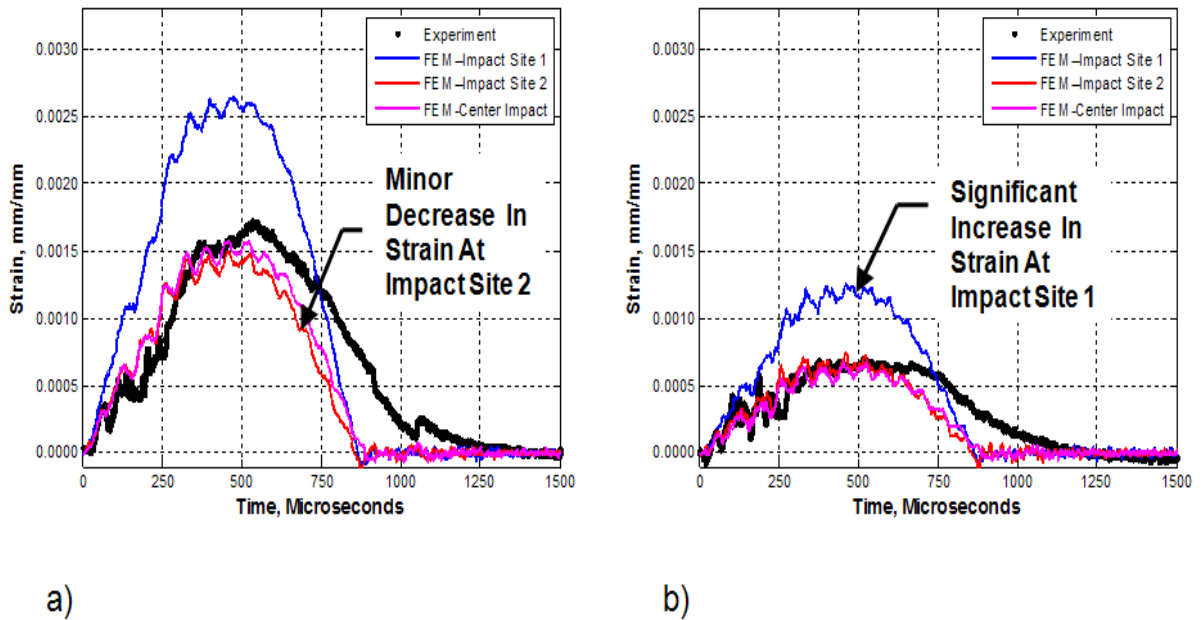 0.0030
0.0025
0.0020
0.0015
0.0010
0.0005
0.0000
Strain, mm/mm
Experiment
FEM–Impact Site 1
FEM–Impact Site 2
FEM-Center Impact
Minor
Decrease In
Strain At
Impact Site 2
0 250 500 750 1000 1250 1500
Time, Microseconds
a)
0.0030
0.0025
0.0020
0.0015
0.0010
0.0005
0.0000
Strain, mm/mm
Experiment
FEM–Impact Site 1
FEM–Impact Site 2
FEM-Center Impact
Significant
Increase In
Strain At
Impact Site 1
0 250 500 750 1000 1250 1500
Time, Microseconds
b)